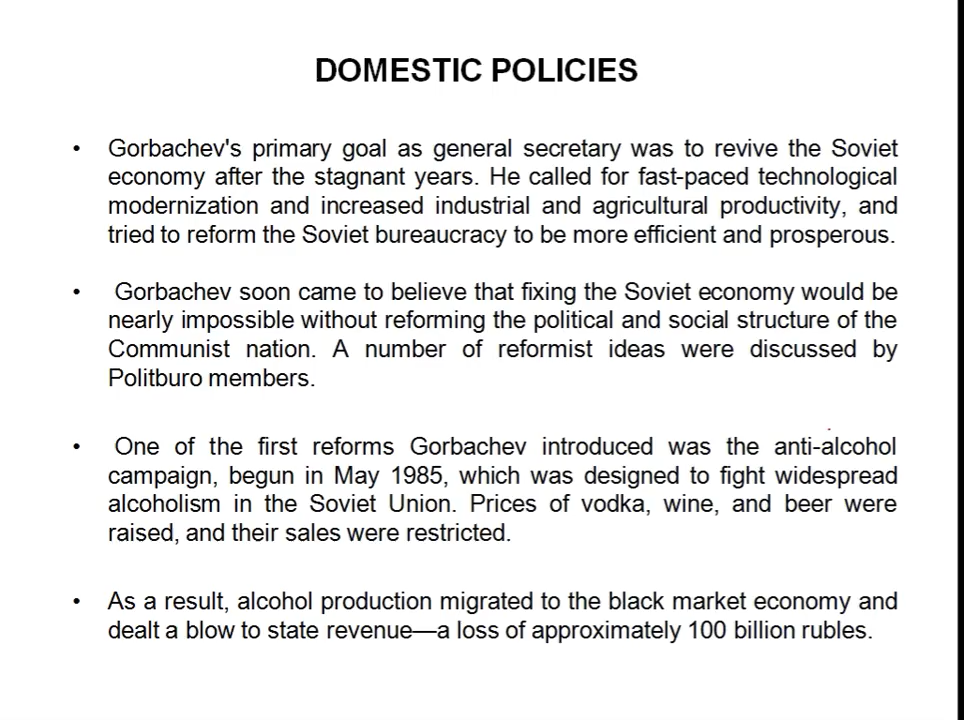 DOMESTIC POLICIES
• Gorbachev's primary goal as general secretary was to revive the Soviet
economy after the stagnant years. He called for fast-paced technological
modernization and increased industrial and agricultural productivity, and
tried to reform the Soviet bureaucracy to be more efficient and prosperous.
• Gorbachev soon came to believe that fixing the Soviet economy would be
nearly impossible without reforming the political and social structure of the
Communist nation. A number of reformist ideas were discussed by
Politburo members.
• One of the first reforms Gorbachev introduced was the anti-alcohol
campaign, begun in May 1985, which was designed to fight widespread
alcoholism in the Soviet Union. Prices of vodka, wine, and beer were
raised, and their sales were restricted.
• As a result, alcohol production migrated to the black market economy and
dealt a blow to state revenue—a loss of approximately 100 billion rubles.